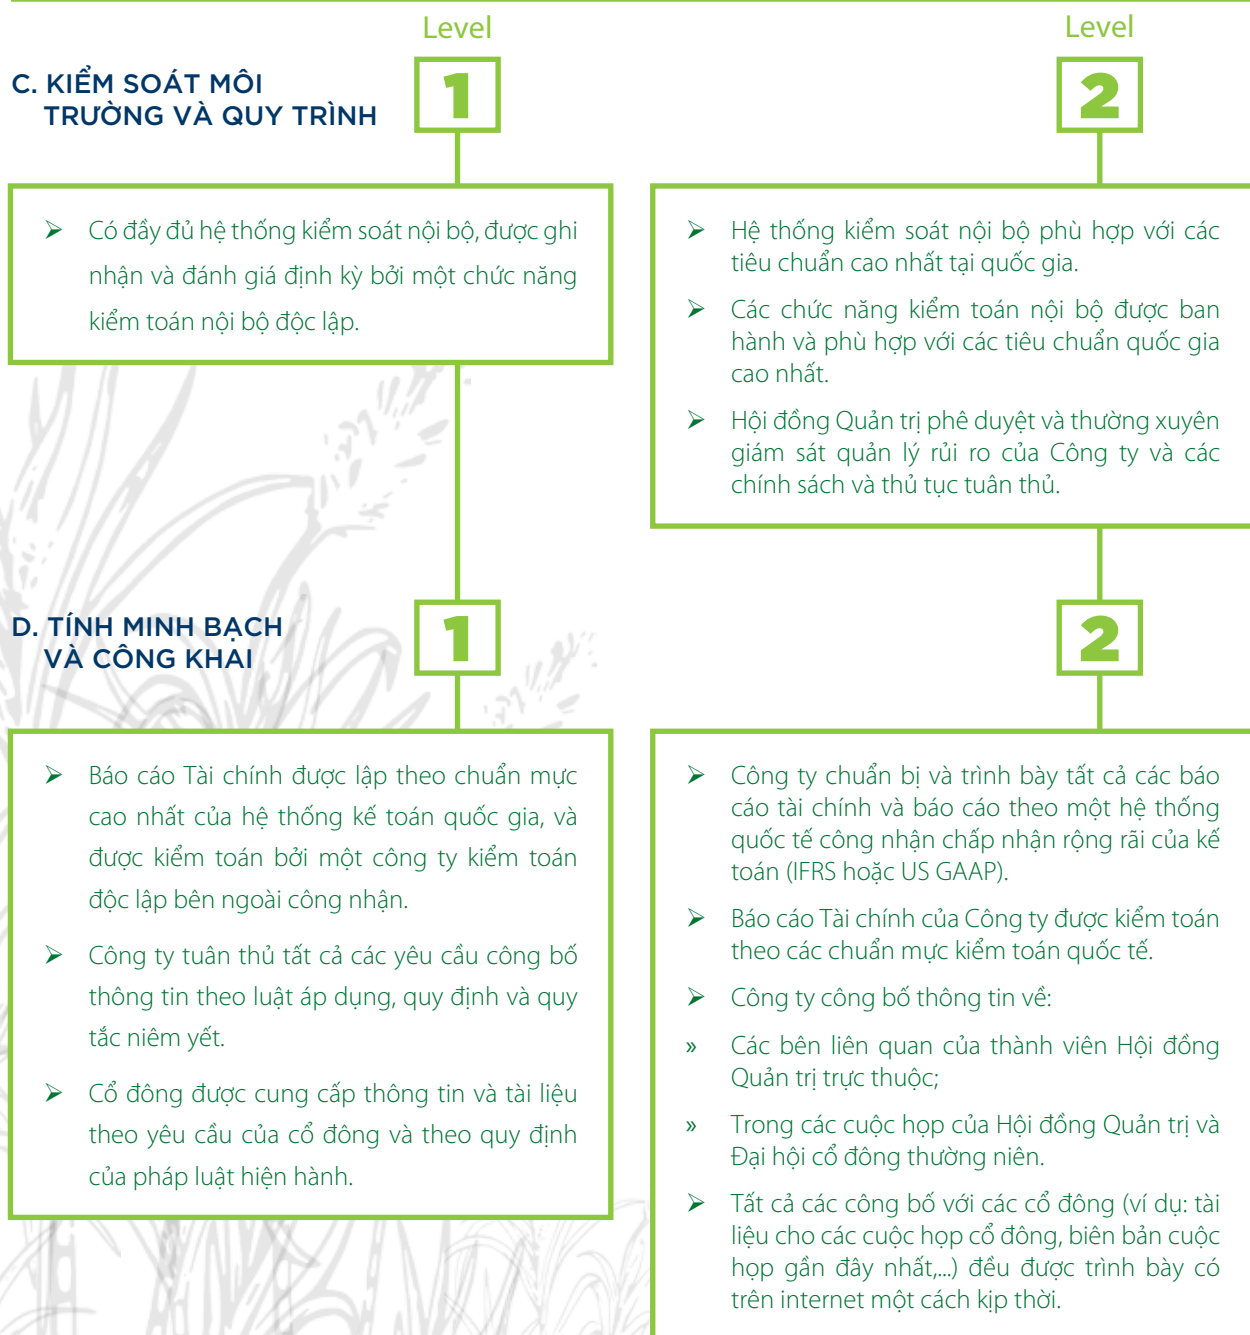 Level
Level
C. KIỂM SOÁT MÔI
TRƯỜNG VÀ QUY TRÌNH
1
2
➢ Có đầy đủ hệ thống kiểm soát nội bộ, được ghi
nhận và đánh giá định kỳ bởi một chức năng
kiểm toán nội bộ độc lập.
➢ Hệ thống kiểm soát nội bộ phù hợp với các
tiêu chuẩn cao nhất tại quốc gia.
➢ Các chức năng kiểm toán nội bộ được ban
hành và phù hợp với các tiêu chuẩn quốc gia
cao nhất.
➢ Hội đồng Quản trị phê duyệt và thường xuyên
giám sát quản lý rủi ro của Công ty và các
chính sách và thủ tục tuân thủ.
D. TÍNH MINH BẠCH
VÀ CÔNG KHAI
1
2
➢ Báo cáo Tài chính được lập theo chuẩn mực
cao nhất của hệ thống kế toán quốc gia, và
được kiểm toán bởi một công ty kiểm toán
độc lập bên ngoài công nhận.
➢ Công ty tuân thủ tất cả các yêu cầu công bố
thông tin theo luật áp dụng, quy định và quy
tắc niêm yết.
➢ Cổ đông được cung cấp thông tin và tài liệu
theo yêu cầu của cổ đông và theo quy định
của pháp luật hiện hành.
➢ Công ty chuẩn bị và trình bày tất cả các báo
cáo tài chính và báo cáo theo một hệ thống
quốc tế công nhận chấp nhận rộng rãi của kế
toán (IFRS hoặc US GAAP).
➢ Báo cáo Tài chính của Công ty được kiểm toán
theo các chuẩn mực kiểm toán quốc tế.
➢ Công ty công bố thông tin về:
» Các bên liên quan của thành viên Hội đồng
Quản trị trực thuộc;
» Trong các cuộc họp của Hội đồng Quản trị và
Đại hội cổ đông thường niên.
➢ Tất cả các công bố với các cổ đông (ví dụ: tài
liệu cho các cuộc họp cổ đông, biên bản cuộc
họp gần đây nhất,...) đều được trình bày có
trên internet một cách kịp thời.